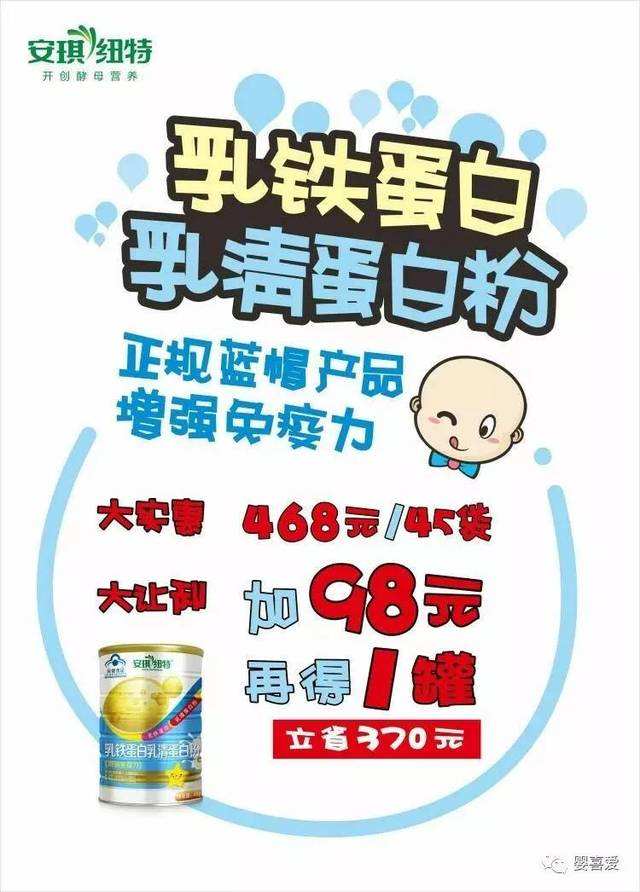 安琪纽特
开创酵母营养
乳铁蛋白
乳清蛋白粉
正规蓝帽产品
增强免疫力
大实惠 468元/45袋
大让利 加98元
再得1罐
立省370元
安琪纽特
乳铁蛋白乳清蛋白粉
婴喜爱